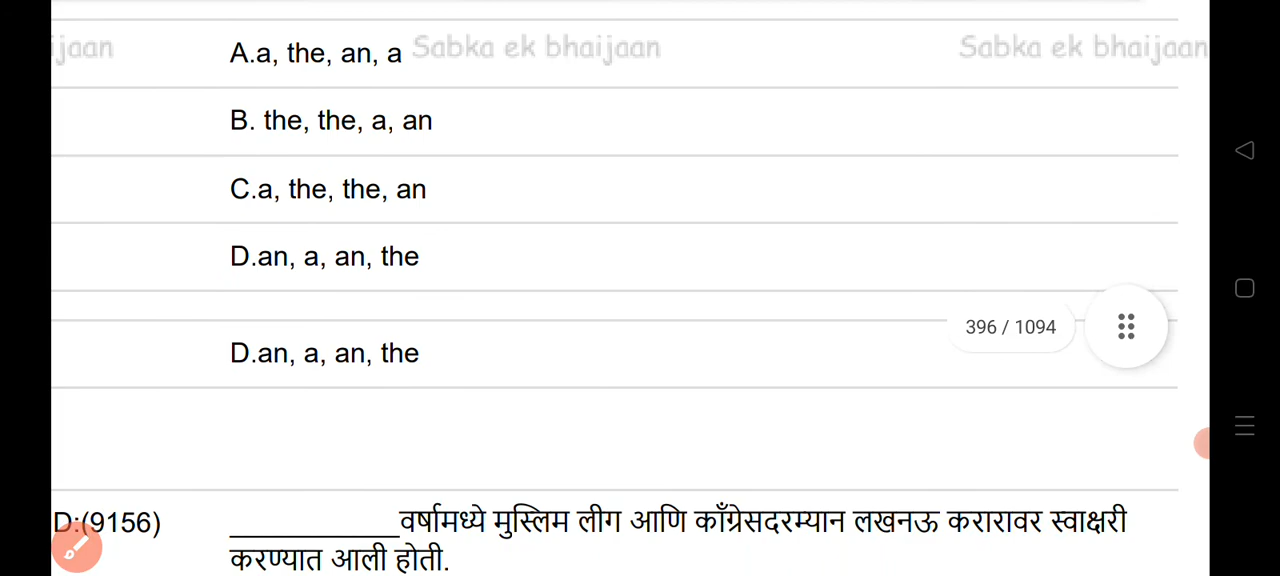 ijaan Sabka ek bhaijaan Sabka ek bhaijaan
A.a, the, an, a
B. the, the, a, an
C.a, the, the, an
D.an, a, an, the
396 / 1094
D.an, a, an, the
D:(9156) ____________वर्षामध्ये मुस्लिम लीग आणि काँग्रेसदरम्यान लखनऊ करारावर स्वाक्षरी
करण्यात आली होती.